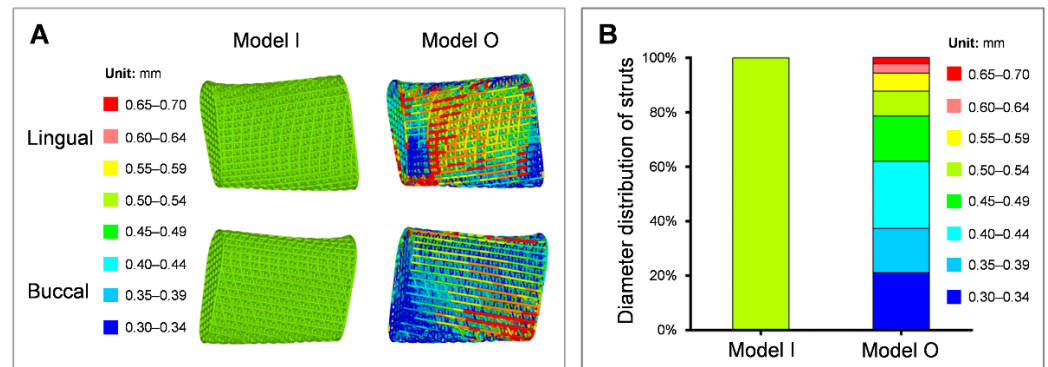 A
Model I
Model O
Unit: mm
0.65–0.70
0.60–0.64
0.55–0.59
0.50–0.54
0.45–0.49
0.40–0.44
0.35–0.39
0.30–0.34
Lingual
Buccal
B
Diameter distribution of struts
100%
80%
60%
40%
20%
0%
Model I
Model O
Unit: mm
0.65–0.70
0.60–0.64
0.55–0.59
0.50–0.54
0.45–0.49
0.40–0.44
0.35–0.39
0.30–0.34